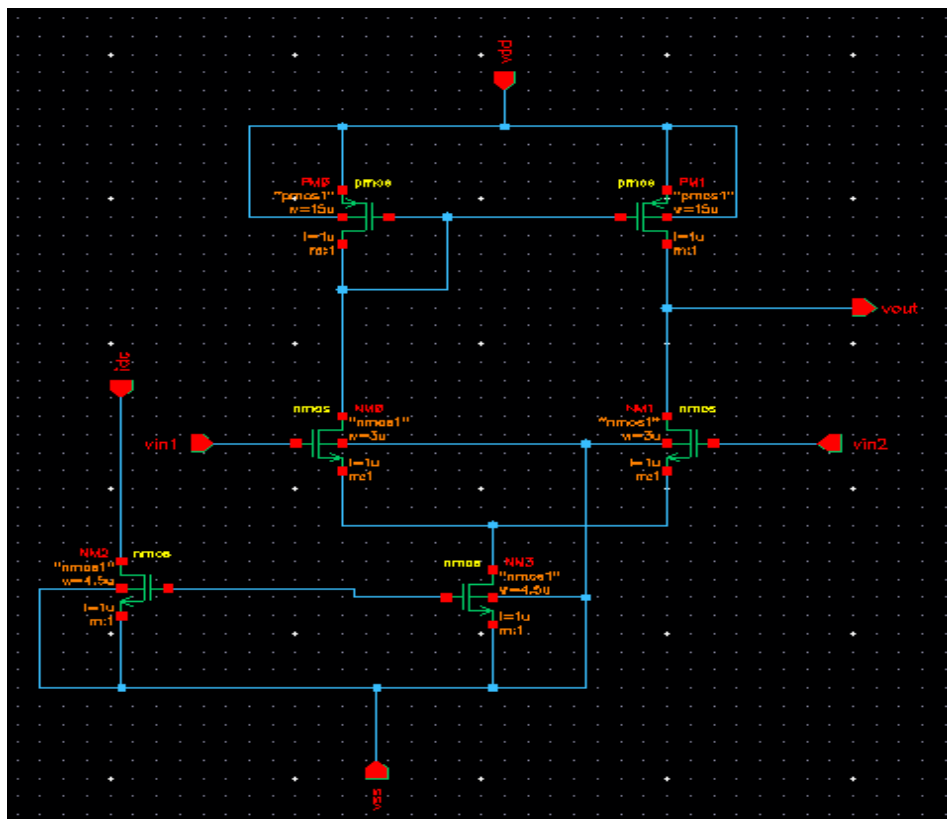 vdd
PM0
pmos
"pmos1"
w=15u
l=1u
m:1
pmos
PM1
"pmos1"
w=15u
l=1u
m:1
vout
idc
nmos
NM0
"nmos1"
w=3u
l=1u
m:1
vin1
NM1
nmos
"nmos1"
w=3u
l=1u
m:1
vin2
NM2
nmos
"nmos1"
w=4.5u
l=1u
m:1
nmos
NM3
"nmos1"
w=4.5u
l=1u
m:1
vss